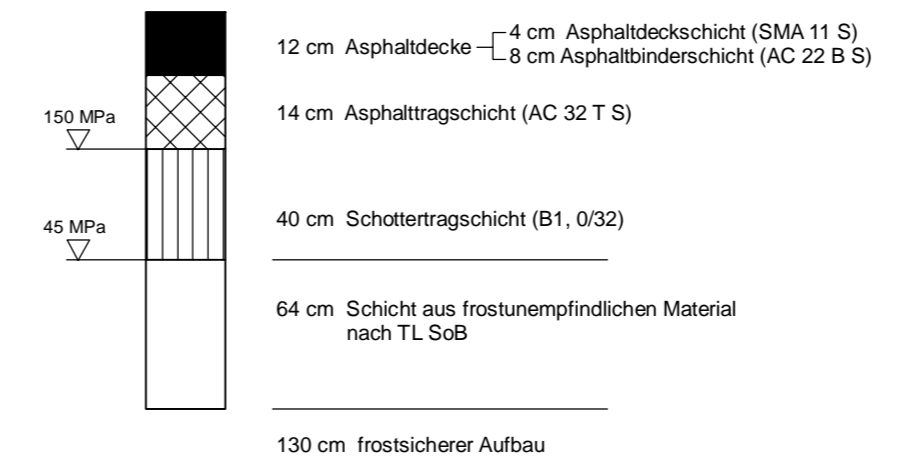 4 cm Asphaltdeckschicht (SMA 11 S)
12 cm Asphaltdecke
8 cm Asphaltbinderschicht (AC 22 B S)
14 cm Asphalttragschicht (AC 32 T S)
150 MPa
40 cm Schottertragschicht (B1, 0/32)
45 MPa
64 cm Schicht aus frostunempfindlichen Material
nach TL SoB
130 cm frostsicherer Aufbau